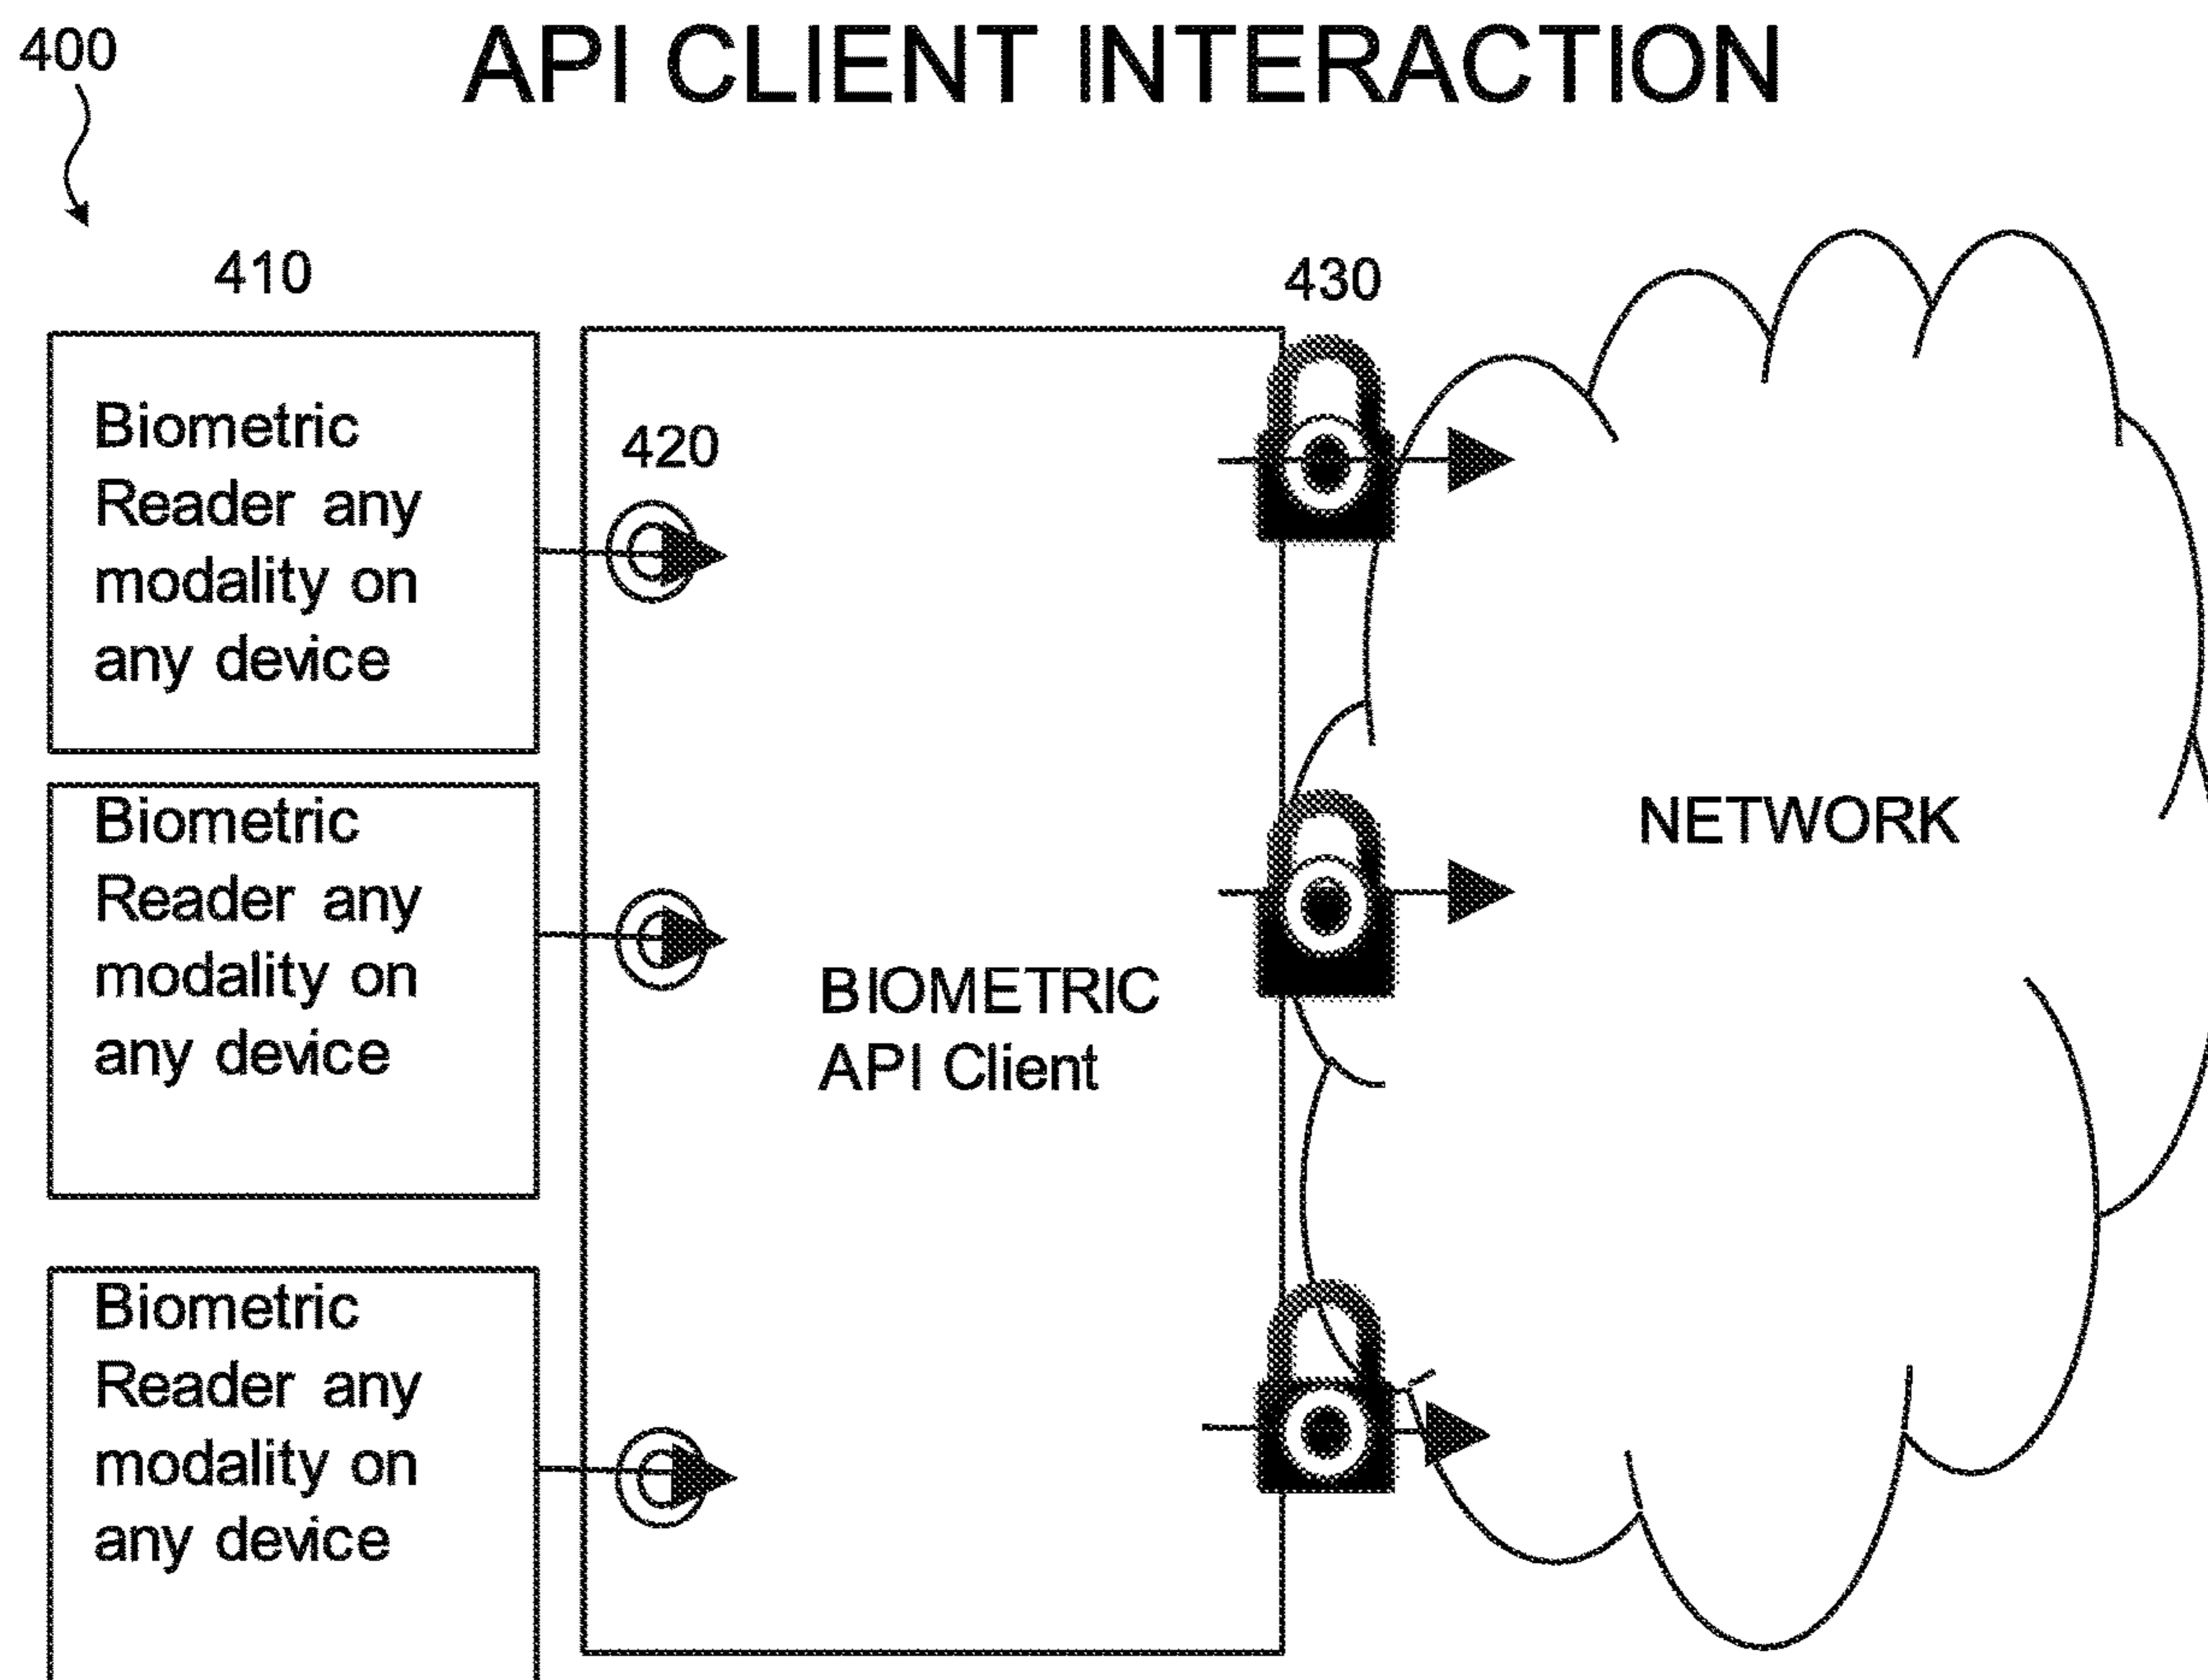 400
API CLIENT INTERACTION
410
430
Biometric
Reader any
modality on
any device
420
Biometric
Reader any
modality on
any device
BIOMETRIC
API Client
NETWORK
Biometric
Reader any
modality on
any device